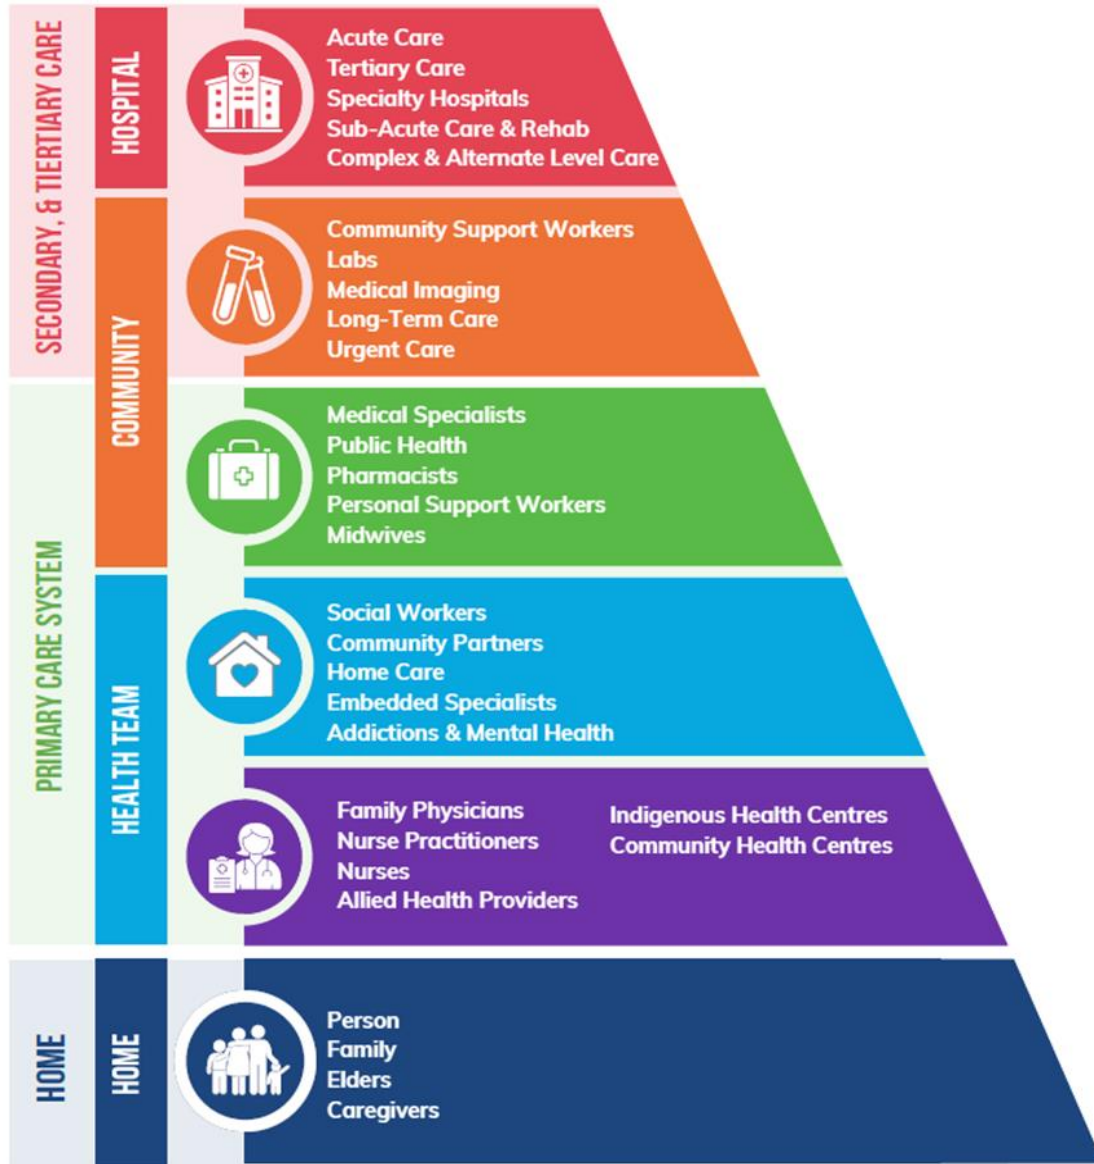 SECONDARY, & TIERTIARY CARE
HOSPITAL
Acute Care
Tertiary Care
Specialty Hospitals
Sub-Acute Care & Rehab
Complex & Alternate Level Care
COMMUNITY
Community Support Workers
Labs
Medical Imaging
Long-Term Care
Urgent Care
PRIMARY CARE SYSTEM
Medical Specialists
Public Health
Pharmacists
Personal Support Workers
Midwives
HEALTH TEAM
Social Workers
Community Partners
Home Care
Embedded Specialists
Addictions & Mental Health
Family Physicians
Nurse Practitioners
Nurses
Allied Health Providers
Indigenous Health Centres
Community Health Centres
HOME
HOME
Person
Family
Elders
Caregivers